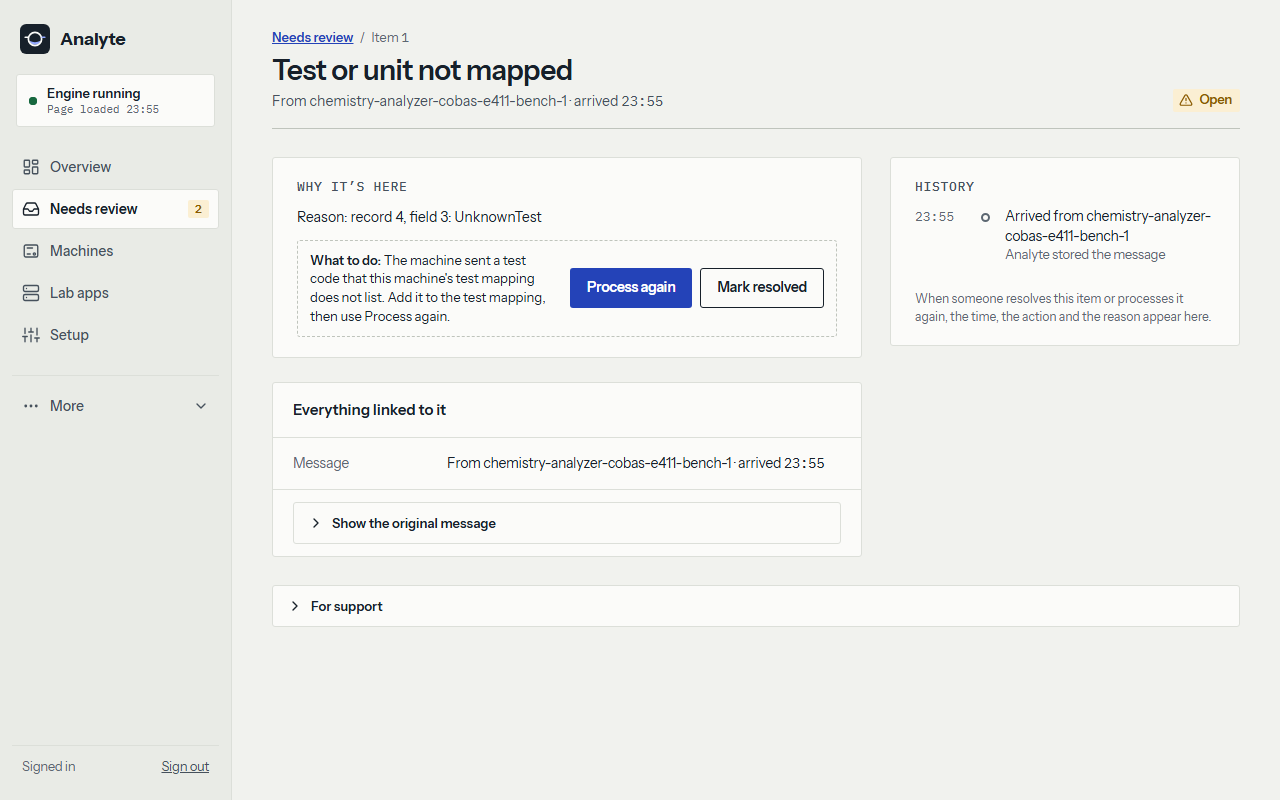 Analyte
Engine running
Page loaded 23:55
Overview
Needs review 2
Machines
Lab apps
Setup
More
Signed in Sign out
Needs review / Item 1
Test or unit not mapped
From chemistry-analyzer-cobas-e411-bench-1 · arrived 23:55
Open
WHY IT’S HERE
Reason: record 4, field 3: UnknownTest
What to do: The machine sent a test
code that this machine's test mapping
does not list. Add it to the test mapping,
then use Process again.
Process again
Mark resolved
Everything linked to it
Message From chemistry-analyzer-cobas-e411-bench-1 · arrived 23:55
Show the original message
HISTORY
23:55 Arrived from chemistry-analyzer-
cobas-e411-bench-1
Analyte stored the message
When someone resolves this item or processes it
again, the time, the action and the reason appear here.
For support